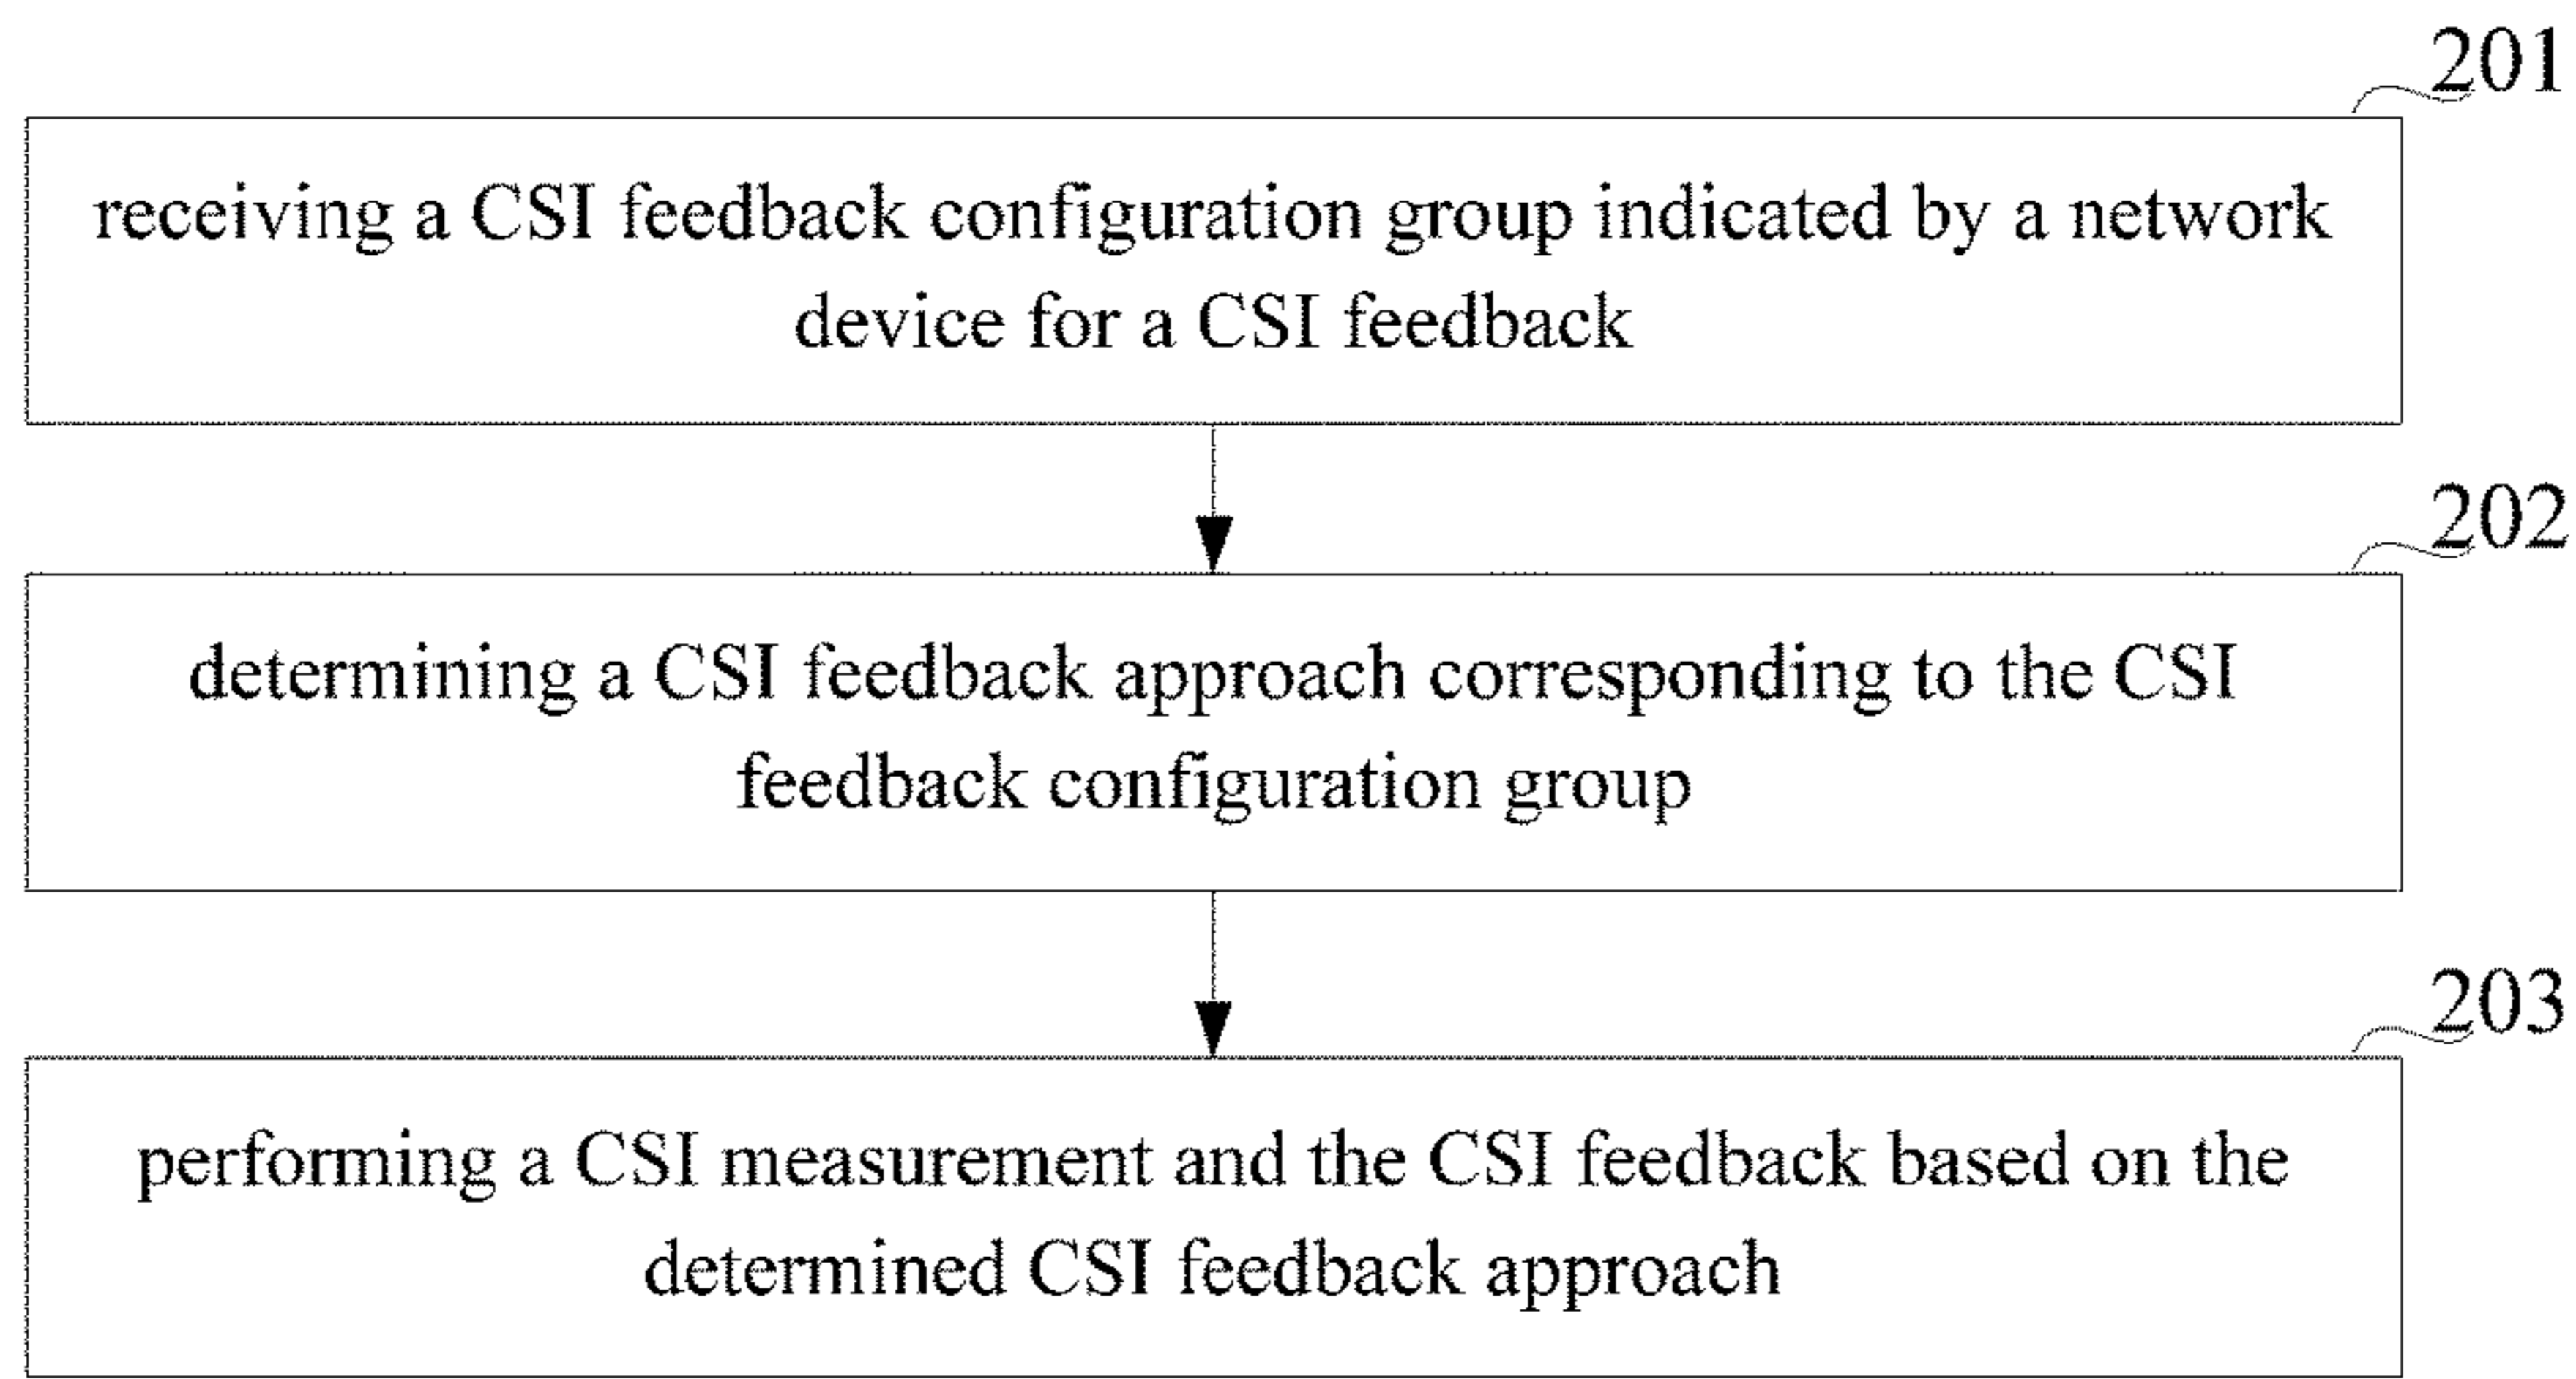 201
receiving a CSI feedback configuration group indicated by a network
device for a CSI feedback
202
determining a CSI feedback approach corresponding to the CSI
feedback configuration group
203
performing a CSI measurement and the CSI feedback based on the
determined CSI feedback approach